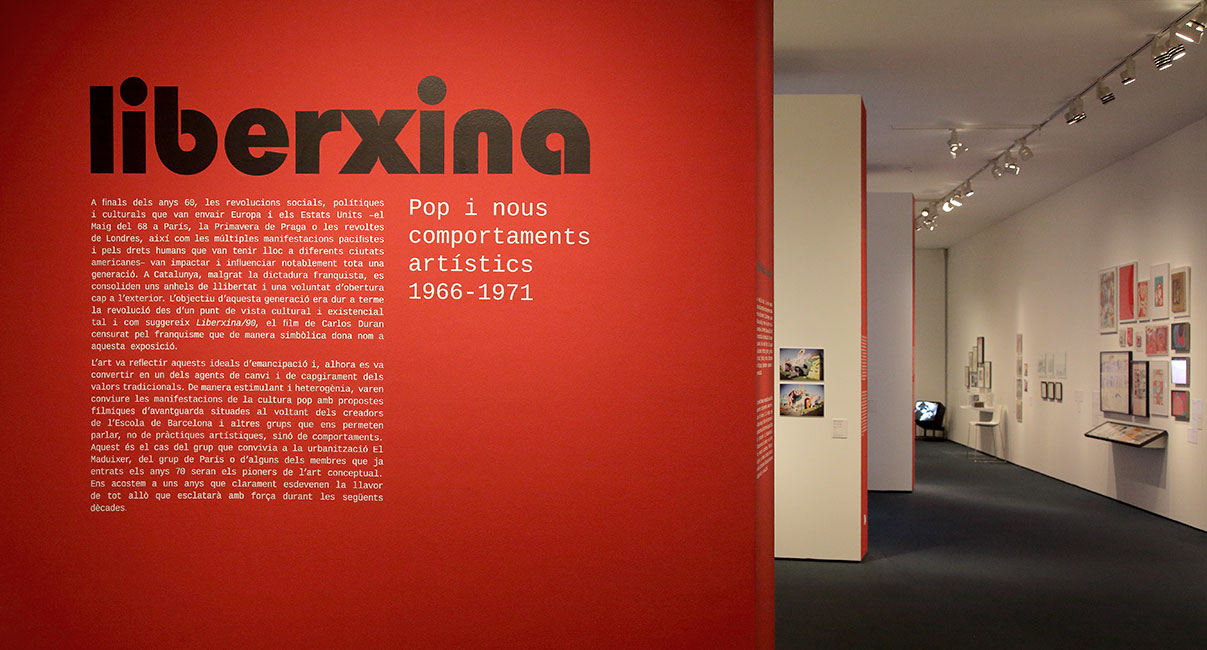 liberxina
A finals dels anys 60, les revolucions socials, polítiques
i culturals que van envair Europa i els Estats Units –el
Maig del 68 a París, la Primavera de Praga o les revoltes
de Londres, així com les múltiples manifestacions pacifistes
i pels drets humans que van tenir lloc a diferents ciutats
americanes– van impactar i influenciar notablement tota una
generació. A Catalunya, malgrat la dictadura franquista, es
consoliden uns anhels de llibertat i una voluntat d'obertura
cap a l'exterior. L'objectiu d'aquesta generació era dur a terme
la revolució des d'un punt de vista cultural i existencial
tal i com suggereix Liberxina/90, el film de Carlos Duran
censurat pel franquisme que de manera simbòlica dona nom a
aquesta exposició.
L'art va reflectir aquests ideals d'emancipació i, alhora es va
convertir en un dels agents de canvi i de capgirament dels
valors tradicionals. De manera estimulant i heterogènia, varen
conviure les manifestacions de la cultura pop amb propostes
fílmiques d'avantguarda situades al voltant dels creadors
de l'Escola de Barcelona i altres grups que ens permeten
parlar, no de pràctiques artístiques, sinó de comportaments.
Aquest és el cas del grup que convivia a la urbanització El
Maduixer, del grup de París o d'alguns dels membres que ja
entrats els anys 70 seran els pioners de l'art conceptual.
Ens acostem a uns anys que clarament esdevenen la llavor
de tot allò que esclatarà amb força durant les següents
dècades.
Pop i nous
comportaments
artístics
1966-1971